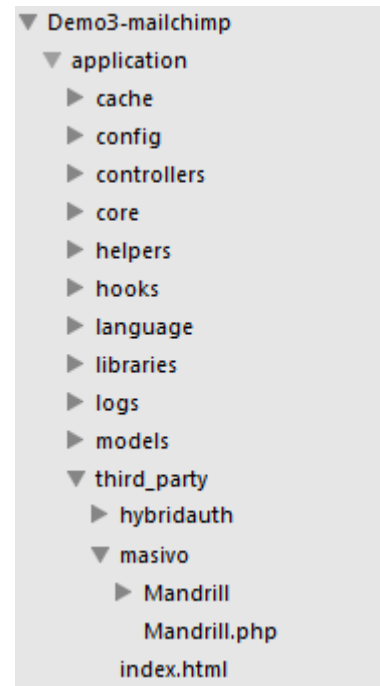 Demo3-mailchimp
application
cache
config
controllers
core
helpers
hooks
language
libraries
logs
models
third_party
hybridauth
masivo
Mandrill
Mandrill.php
index.html